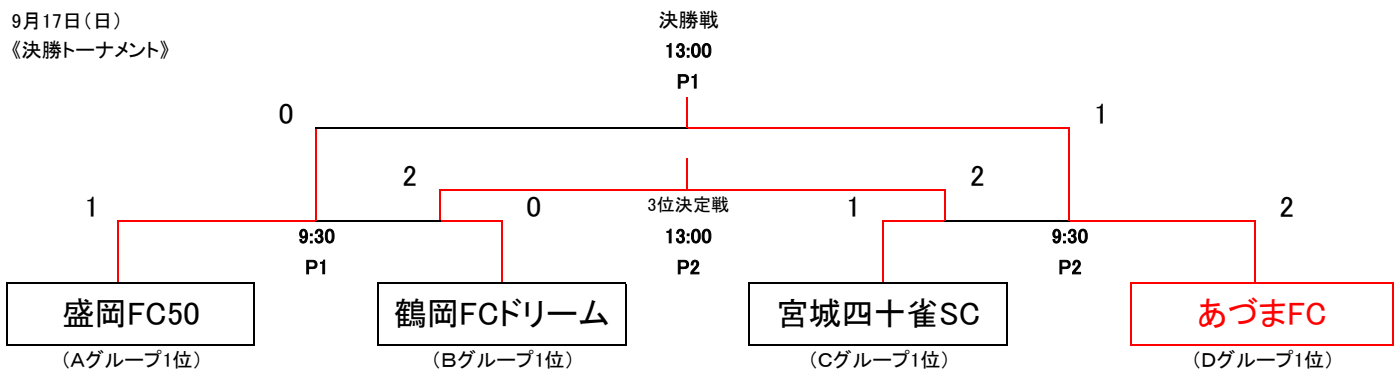 9月17日(日)
《決勝トーナメント》
決勝戦
13:00
P1
0
1
2
2
1
0
3位決定戦
1
2
9:30
13:00
9:30
P1
P2
P2
盛岡FC50
鶴岡FCドリーム
宮城四十雀SC
あづまFC
(Aグループ1位)
(Bグループ1位)
(Cグループ1位)
(Dグループ1位)